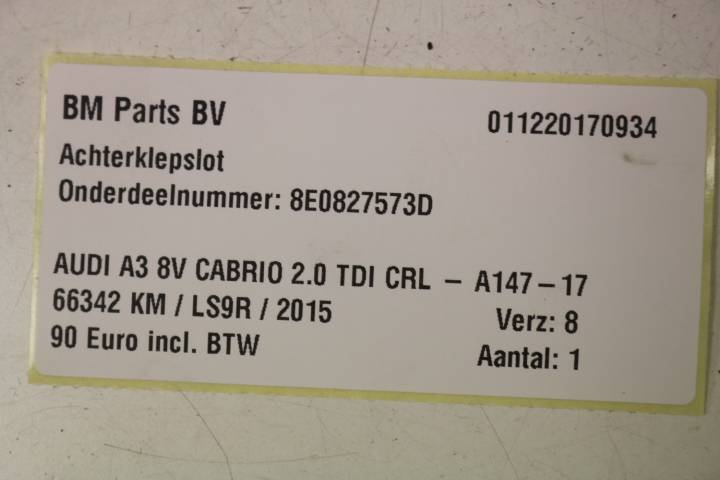 BM Parts BV 011220170934
Achterklepslot
Onderdeelnummer: 8E0827573D
AUDI A3 8V CABRIO 2.0 TDI CRL – A147–17
66342 KM / LS9R / 2015 Verz: 8
90 Euro incl. BTW Aantal: 1